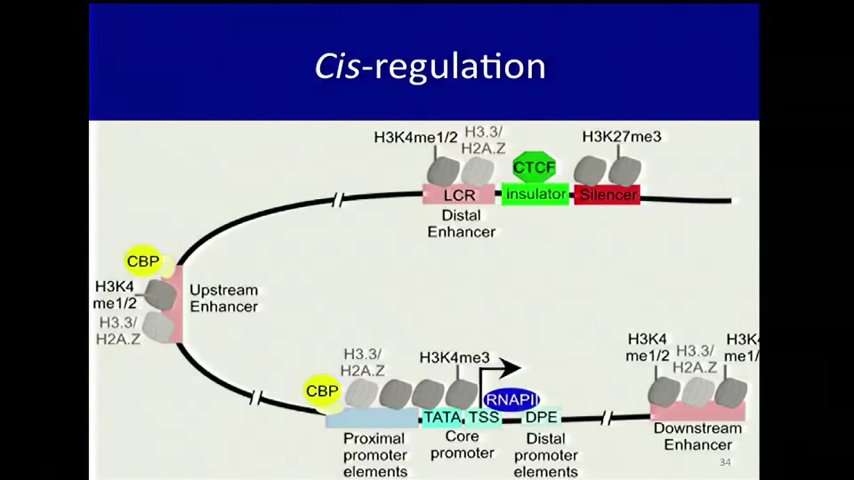 Cis-regulation
H3K4me1/2
H3.3/
H2A.Z
CTCF
H3K27me3
LCR
insulator
Silencer
Distal
Enhancer
CBP
H3K4
me1/2
H3.3/
H2A.Z
Upstream
Enhancer
CBP
H3.3/
H2A.Z
H3K4me3
RNAPII
TATA
TSS
DPE
Proximal
promoter
elements
Core
promoter
Distal
promoter
elements
H3K4
me1/2
H3.3/
H2A.Z
H3K
me1/
Downstream
Enhancer
34